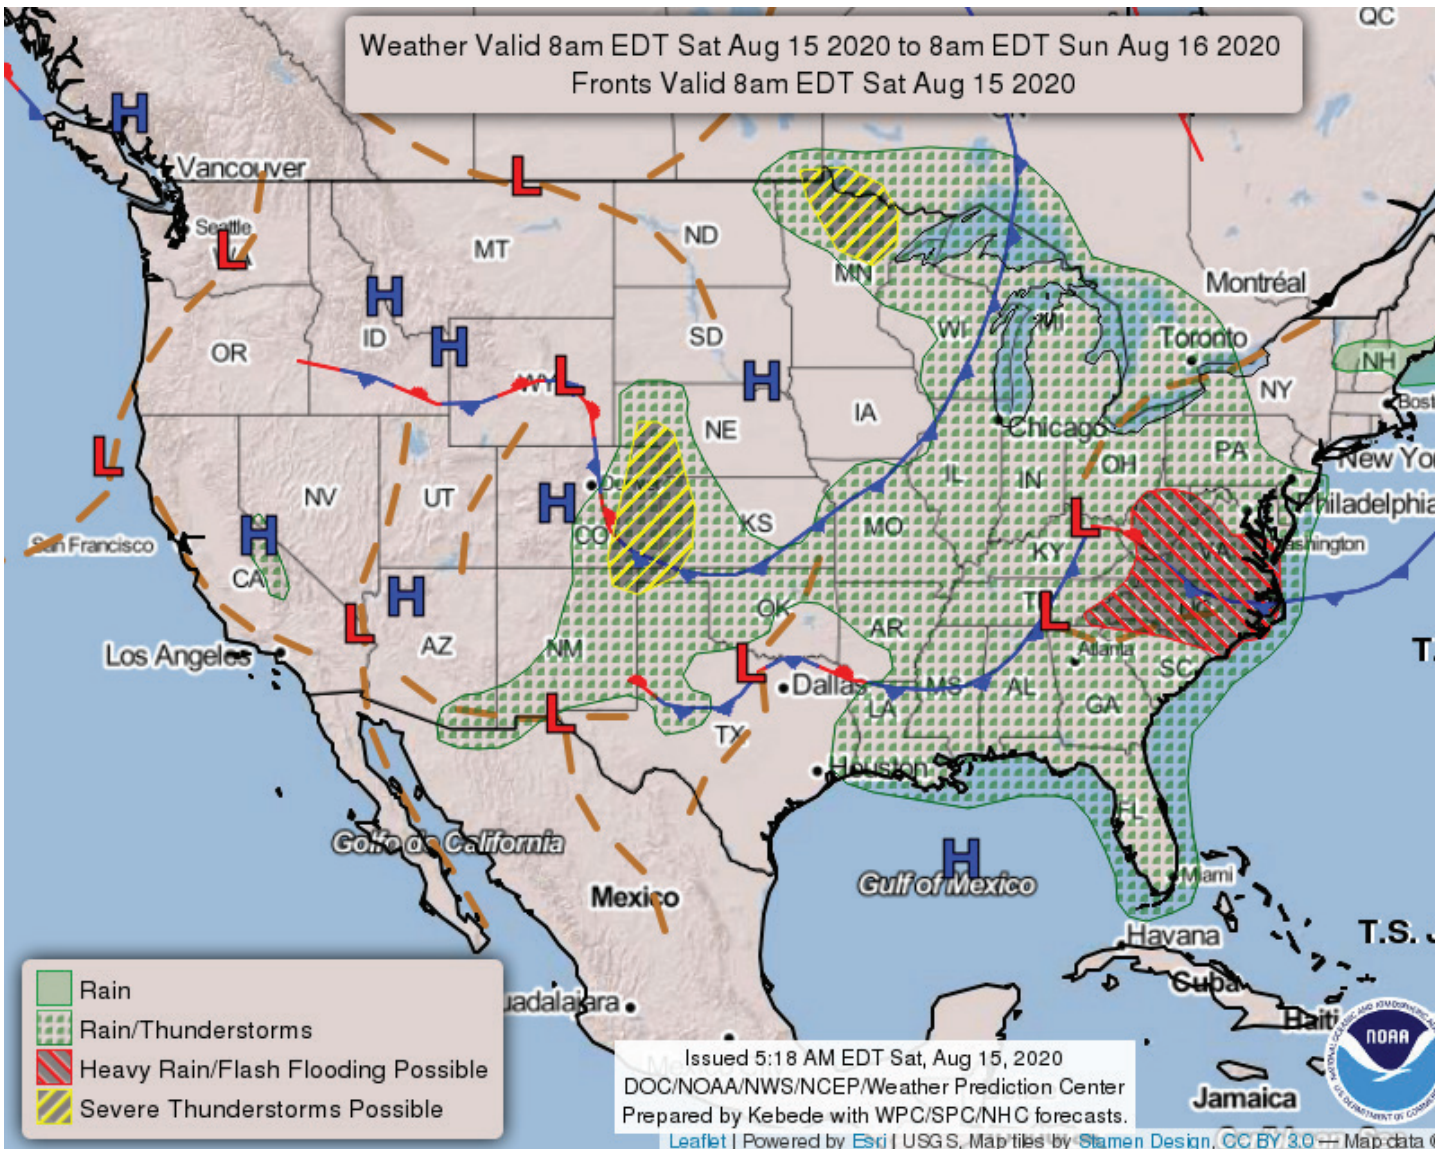 QC
Weather Valid 8am EDT Sat Aug 15 2020 to 8am EDT Sun Aug 16 2020
Fronts Valid 8am EDT Sat Aug 15 2020
H
Vancouver
L
Seattle
L
MT
ND
MN
Montréal
H
ID
OR
H
SD
WI
MI
Toronto
NH
WY
L
H
NY
IA
Bost
NE
Chicago
PA
L
OH
New Yo
NV
UT
H
IL
IN
Philadelphia
KS
MO
L
H
CO
San Francisco
KY
VA
ashington
CA
H
OK
L
L
AR
NC
Los Angeles
AZ
NM
Atlanta
L
Dallas
SC
T.
MS
AL
GA
L
LA
TX
Houston
FL
Golfo de California
H
Gulf of Mexico
Miami
Mexico
T.S. J
Havana
Cuba
Rain
Rain/Thunderstorms
Heavy Rain/Flash Flooding Possible
Severe Thunderstorms Possible
uadalajara
Haiti
NOAA
Issued 5:18 AM EDT Sat, Aug 15, 2020
DOC/NOAA/NWS/NCEP/Weather Prediction Center
Prepared by Kebede with WPC/SPC/NHC forecasts.
Jamaica
Leaflet | Powered by Esri | USGS, Map tiles by Stamen Design, CC BY 3.0 — Map data ©